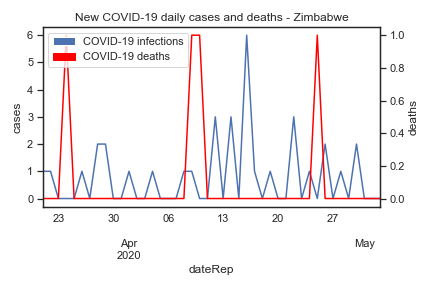 New COVID-19 daily cases and deaths - Zimbabwe
COVID-19 infections
COVID-19 deaths
6
5
4
3
2
1
0
cases
1.0
0.8
0.6
0.4
0.2
0.0
deaths
23 30 06 13 20 27
Apr May
2020
dateRep